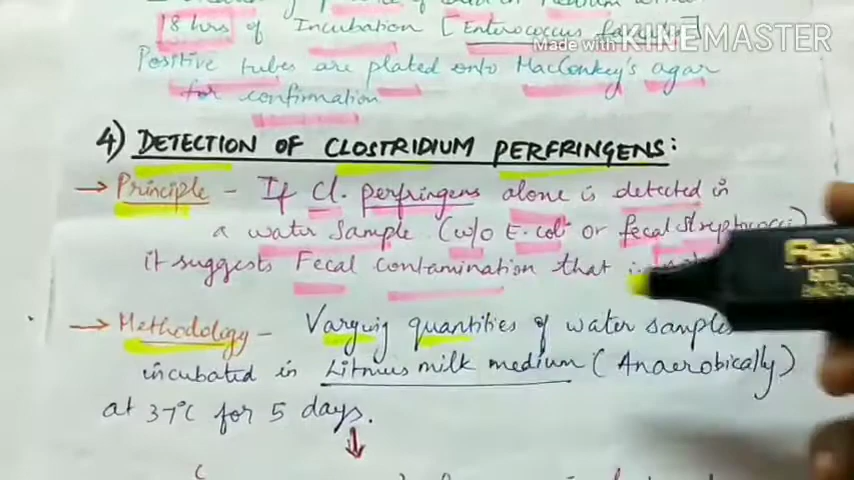 18 hrs of Incubation [Enterococcus
Made with KINEMASTER
Positive tubes are plated onto MacConkey's agar
for confirmation
4) DETECTION OF CLOSTRIDIUM PERFRINGENS:
→ Principle - If Cl. perfringens alone is detected in
a water sample (w/o E.coli or fecal streptococci)
it suggests Fecal contamination that
→ Methodology - Varying quantities of water samples
incubated in Litmus milk medium (Anaerobically)
at 37°C for 5 days.